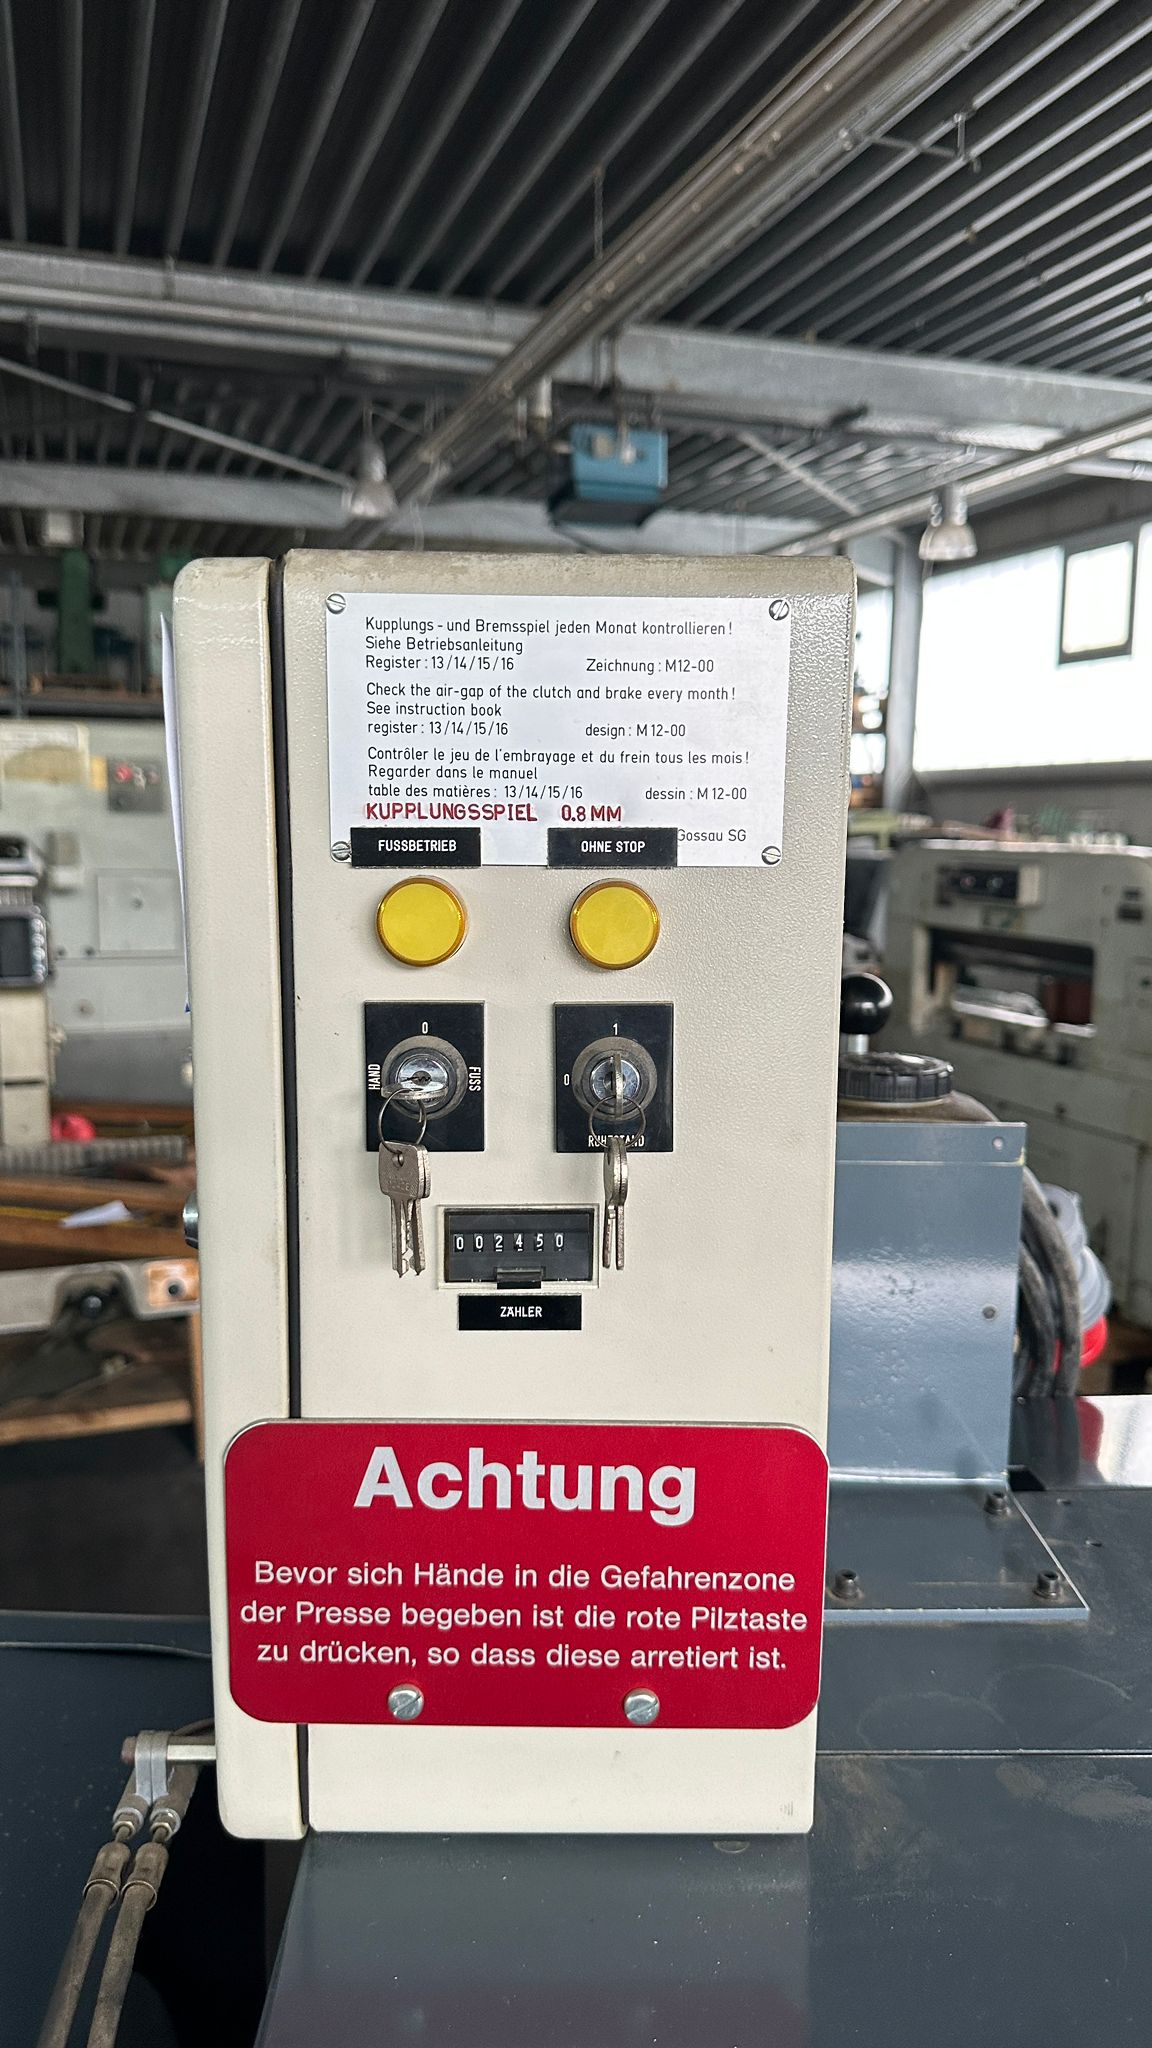 Kupplungs - und Bremsspiel jeden Monat kontrollieren !
Siehe Betriebsanleitung
Register : 13/14/15/16 Zeichnung : M12-00
Check the air-gap of the clutch and brake every month !
See instruction book
register : 13/14/15/16 design : M 12-00
Contrôler le jeu de l'embrayage et du frein tous les mois !
Regarder dans le manuel
table des matières : 13/14/15/16 dessin : M 12-00
KUPPLUNGSSPIEL 0.8 MM
Gossau SG
FUSSBETRIEB OHNE STOP
0
HAND FUSS
1
0
RUHESTAND
002450
ZÄHLER
Achtung
Bevor sich Hände in die Gefahrenzone
der Presse begeben ist die rote Pilztaste
zu drücken, so dass diese arretiert ist.